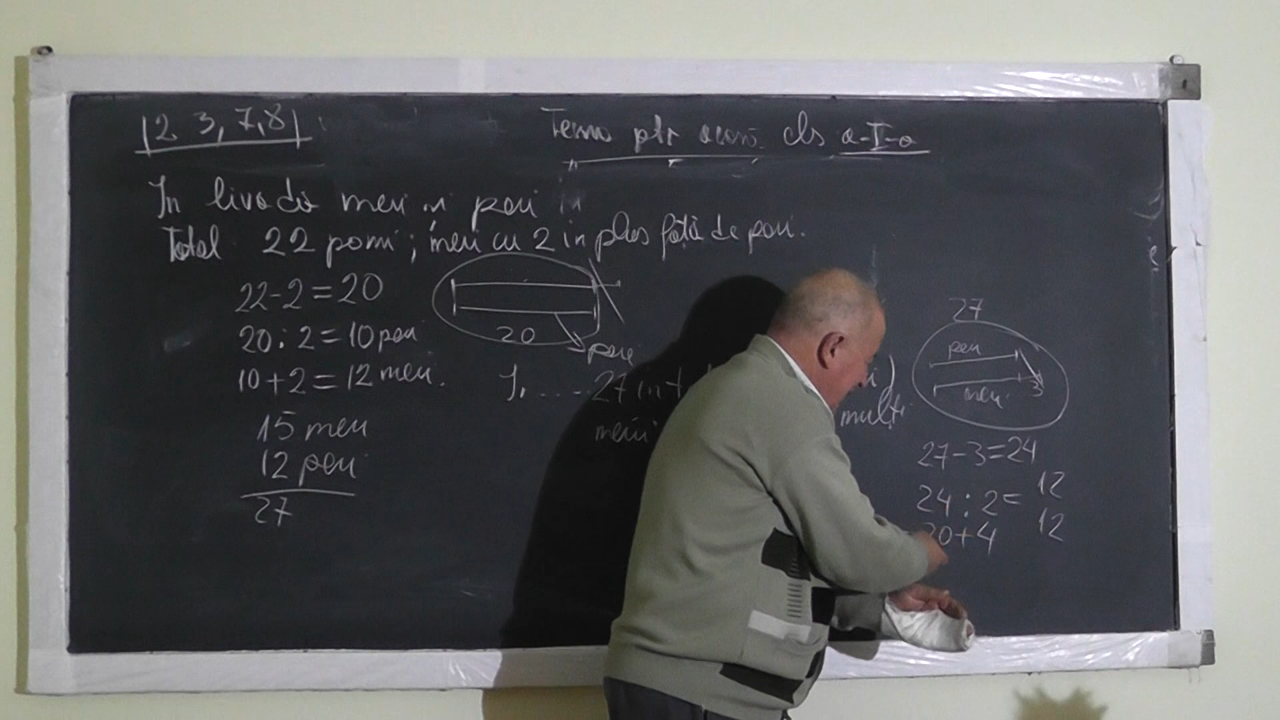 1 2 3, 7, 8
Temă ptr acasă cls a-I-a
În livadă meri și peri
Total 22 pomi; meri cu 2 in plus față de peri.
22-2=20
20:2=10 peri
10+2=12 meri.
15 meri
12 peri
27
20
peri
27
multi
meri
27
peri
meri
3
27-3=24
24:2= 12
20+4 12